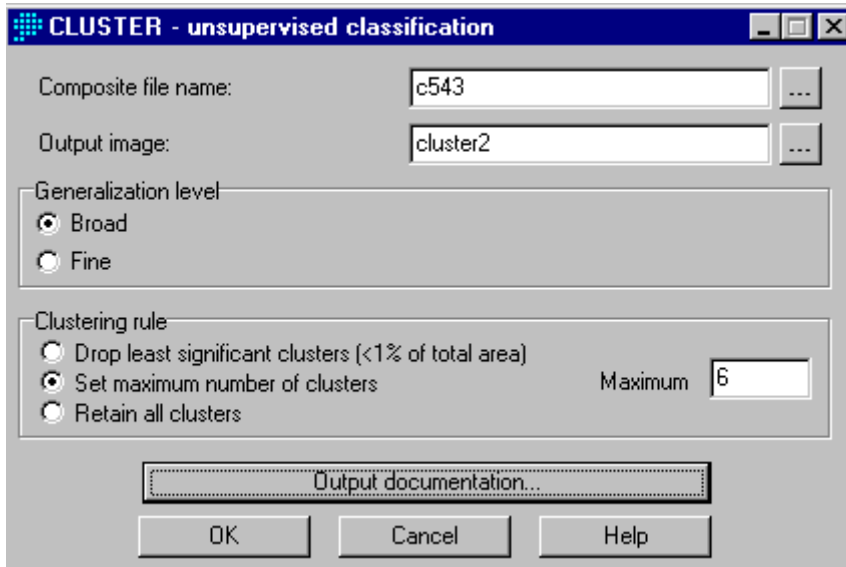 CLUSTER - unsupervised classification
Composite file name: c543 ...
Output image: cluster2 ...
Generalization level
Broad
Fine
Clustering rule
Drop least significant clusters (<1% of total area)
Set maximum number of clusters Maximum 6
Retain all clusters
Output documentation...
OK Cancel Help